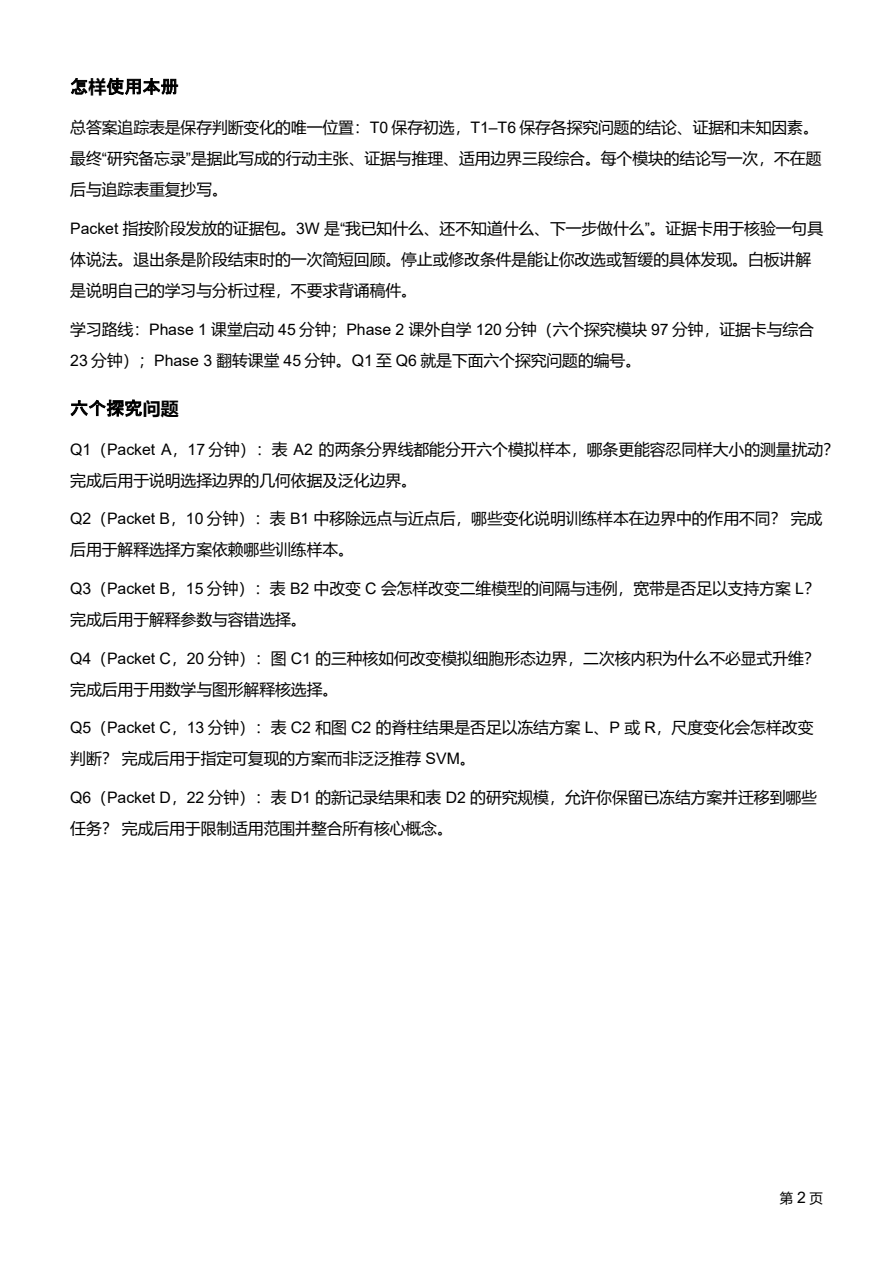 怎样使用本册
总答案追踪表是保存判断变化的唯一位置：T0 保存初选，T1–T6 保存各探究问题的结论、证据和未知因素。
最终“研究备忘录”是据此写成的行动主张、证据与推理、适用边界三段综合。每个模块的结论写一次，不在题
后与追踪表重复抄写。
Packet 指按阶段发放的证据包。3W 是“我已知什么、还不知道什么、下一步做什么”。证据卡用于核验一句具
体说法。退出条是阶段结束时的一次简短回顾。停止或修改条件是能让你改选或暂缓的具体发现。白板讲解
是说明自己的学习与分析过程，不要求背诵稿件。
学习路线：Phase 1 课堂启动 45 分钟；Phase 2 课外自学 120 分钟（六个探究模块 97 分钟，证据卡与综合
23 分钟）；Phase 3 翻转课堂 45 分钟。Q1 至 Q6 就是下面六个探究问题的编号。
六个探究问题
Q1（Packet A，17 分钟）：表 A2 的两条分界线都能分开六个模拟样本，哪条更能容忍同样大小的测量扰动？
完成后用于说明选择边界的几何依据及泛化边界。
Q2（Packet B，10 分钟）：表 B1 中移除远点与近点后，哪些变化说明训练样本在边界中的作用不同？ 完成
后用于解释选择方案依赖哪些训练样本。
Q3（Packet B，15 分钟）：表 B2 中改变 C 会怎样改变二维模型的间隔与违例，宽带是否足以支持方案 L？
完成后用于解释参数与容错选择。
Q4（Packet C，20 分钟）：图 C1 的三种核如何改变模拟细胞形态边界，二次核内积为什么不必显式升维？
完成后用于用数学与图形解释核选择。
Q5（Packet C，13 分钟）：表 C2 和图 C2 的脊柱结果是否足以冻结方案 L、P 或 R，尺度变化会怎样改变
判断？ 完成后用于指定可复现的方案而非泛泛推荐 SVM。
Q6（Packet D，22 分钟）：表 D1 的新记录结果和表 D2 的研究规模，允许你保留已冻结方案并迁移到哪些
任务？ 完成后用于限制适用范围并整合所有核心概念。
第 2 页